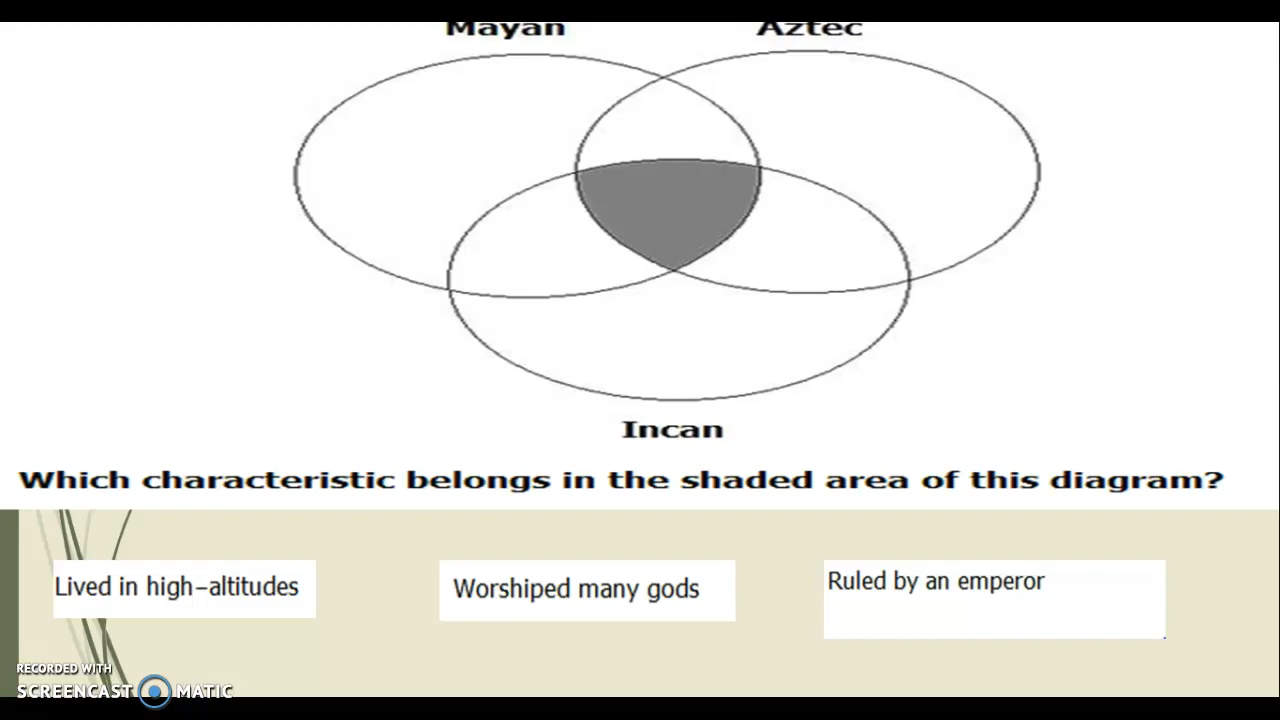 Mayan Aztec
Incan
Which characteristic belongs in the shaded area of this diagram?
Lived in high–altitudes
Worshiped many gods
Ruled by an emperor
RECORDED WITH
SCREENCAST MATIC